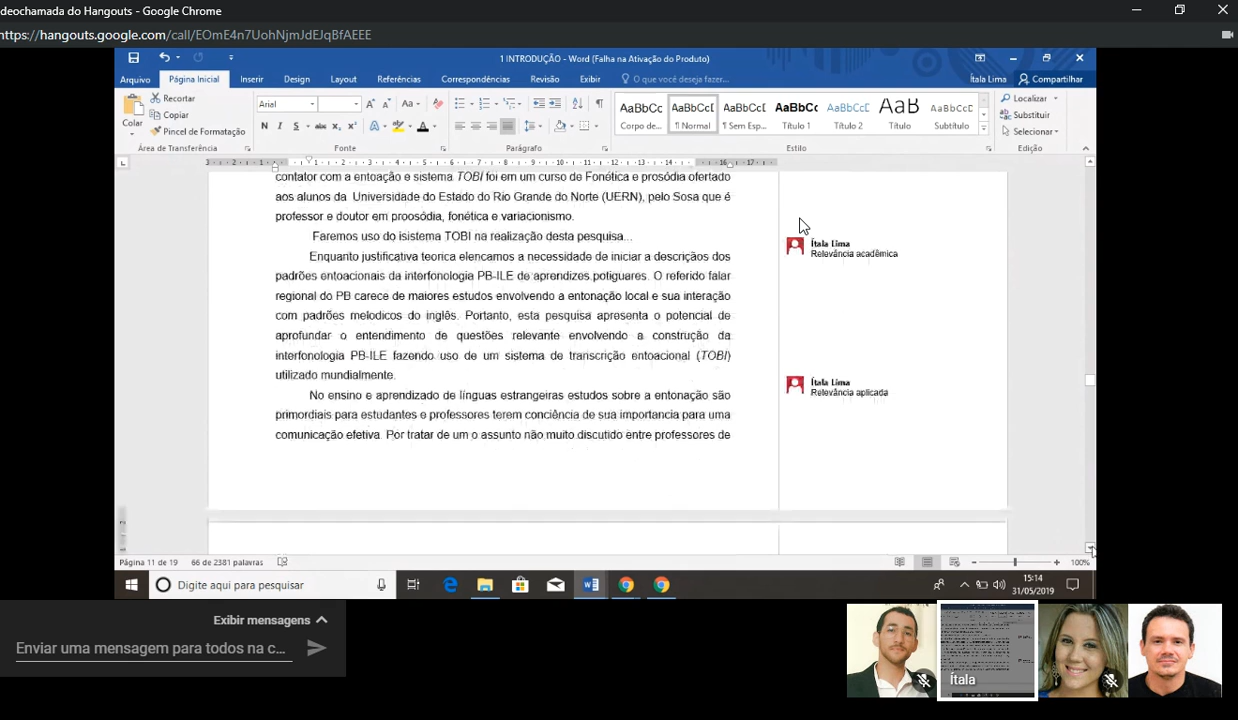 deochamada do Hangouts - Google Chrome
https://hangouts.google.com/call/EOmE4n7UohNjmJdEJqBfAEEE
1 INTRODUÇÃO - Word (Falha na Ativação do Produto)
Arquivo Página Inicial Inserir Design Layout Referências Correspondências Revisão Exibir O que você deseja fazer... Ítala Lima Compartilhar
Colar
Recortar
Copiar
Pincel de Formatação
Área de Transferência
Arial
N I S abc x₂ x²
Fonte
Parágrafo
AaBbCc AaBbCcI AaBbCcI AaBbCc AaBbCcI AaB AaBbCcD
Corpo de... ¶ Normal ¶ Sem Esp... Título 1 Título 2 Título Subtítulo
Estilo
Localizar
Substituir
Selecionar
Edição
contator com a entoação e sistema TOBI foi em um curso de Fonética e prosódia ofertado
aos alunos da Universidade do Estado do Rio Grande do Norte (UERN), pelo Sosa que é
professor e doutor em proosódia, fonética e variacionismo.
Faremos uso do isistema TOBI na realização desta pesquisa...
Enquanto justificativa teorica elencamos a necessidade de iniciar a descriçãos dos
padrões entoacionais da interfonologia PB-ILE de aprendizes potiguares. O referido falar
regional do PB carece de maiores estudos envolvendo a entonação local e sua interação
com padrões melodicos do inglês. Portanto, esta pesquisa apresenta o potencial de
aprofundar o entendimento de questões relevante envolvendo a construção da
interfonologia PB-ILE fazendo uso de um sistema de transcrição entoacional (TOBI)
utilizado mundialmente.
No ensino e aprendizado de línguas estrangeiras estudos sobre a entonação são
primordiais para estudantes e professores terem conciência de sua importancia para uma
comunicação efetiva. Por tratar de um o assunto não muito discutido entre professores de
Ítala Lima
Relevância acadêmica
Ítala Lima
Relevância aplicada
Página 11 de 19 66 de 2381 palavras 100%
Digite aqui para pesquisar
15:14
31/05/2019
Exibir mensagens
Enviar uma mensagem para todos na c...
Ítala